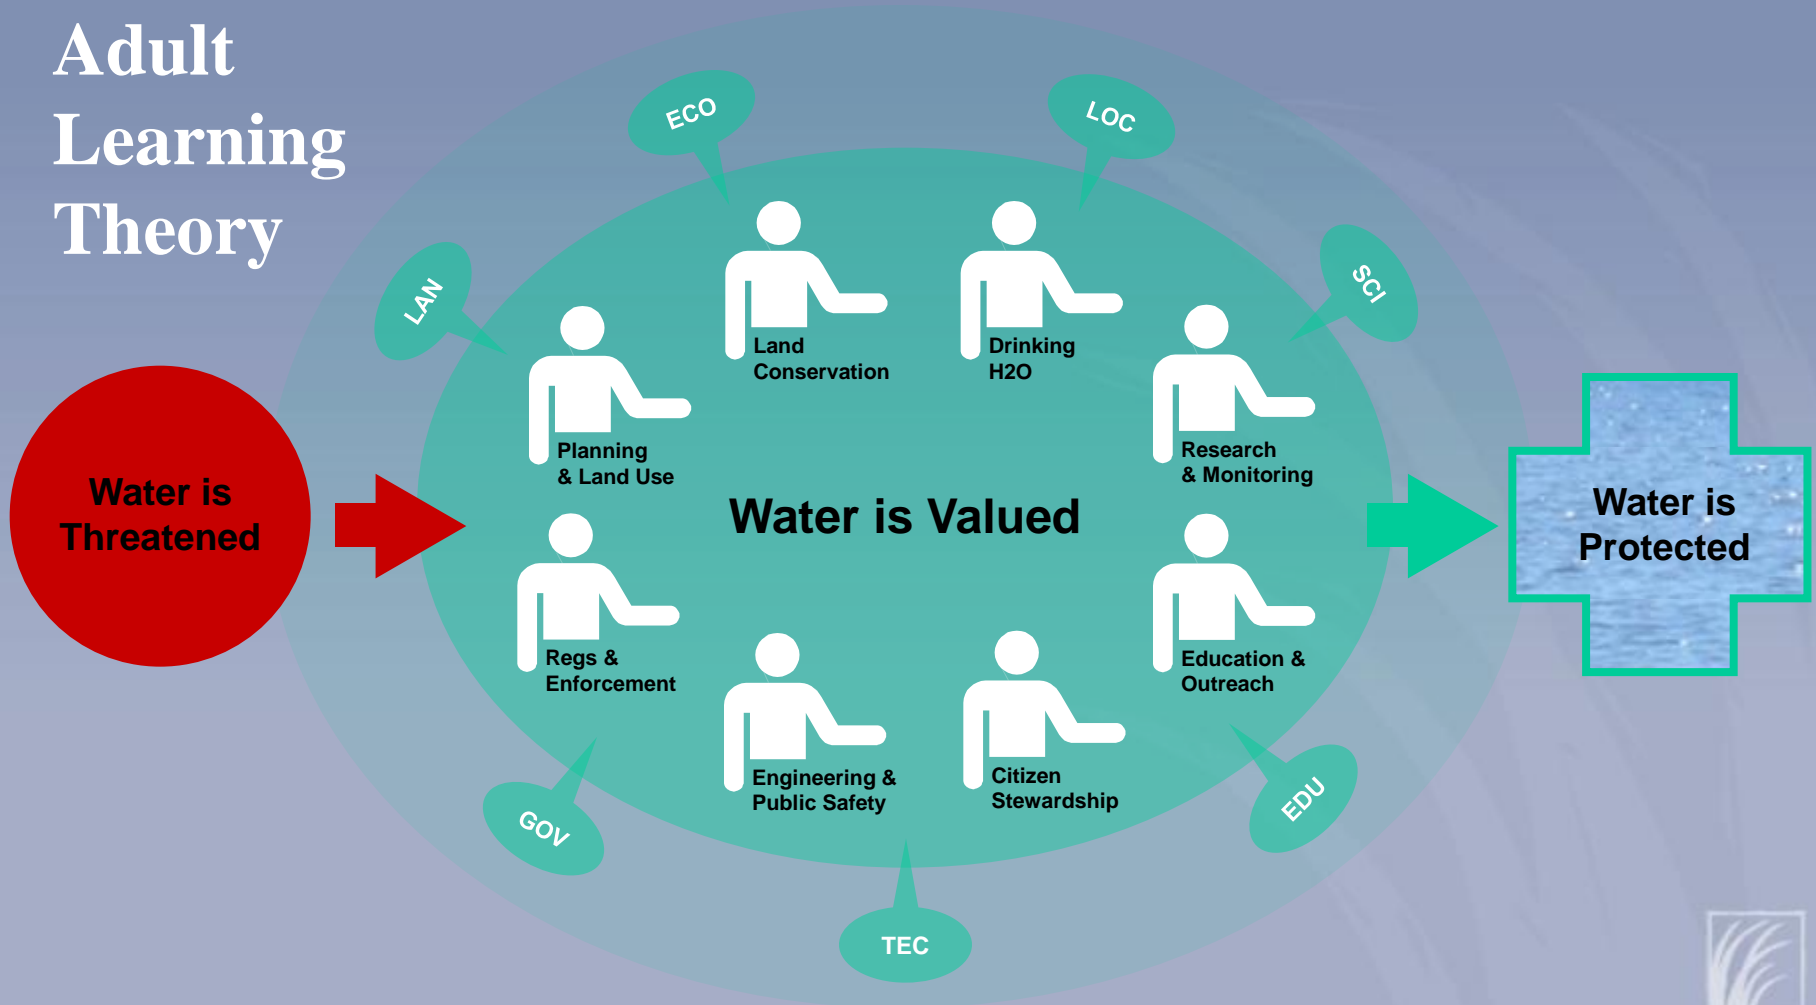 Adult
Learning
Theory
ECO
LOC
LAN
SCI
Land
Conservation
Drinking
H2O
Planning
& Land Use
Research
& Monitoring
Water is
Threatened
Water is Valued
Water is
Protected
Regs &
Enforcement
Education &
Outreach
Engineering &
Public Safety
Citizen
Stewardship
GOV
EDU
TEC